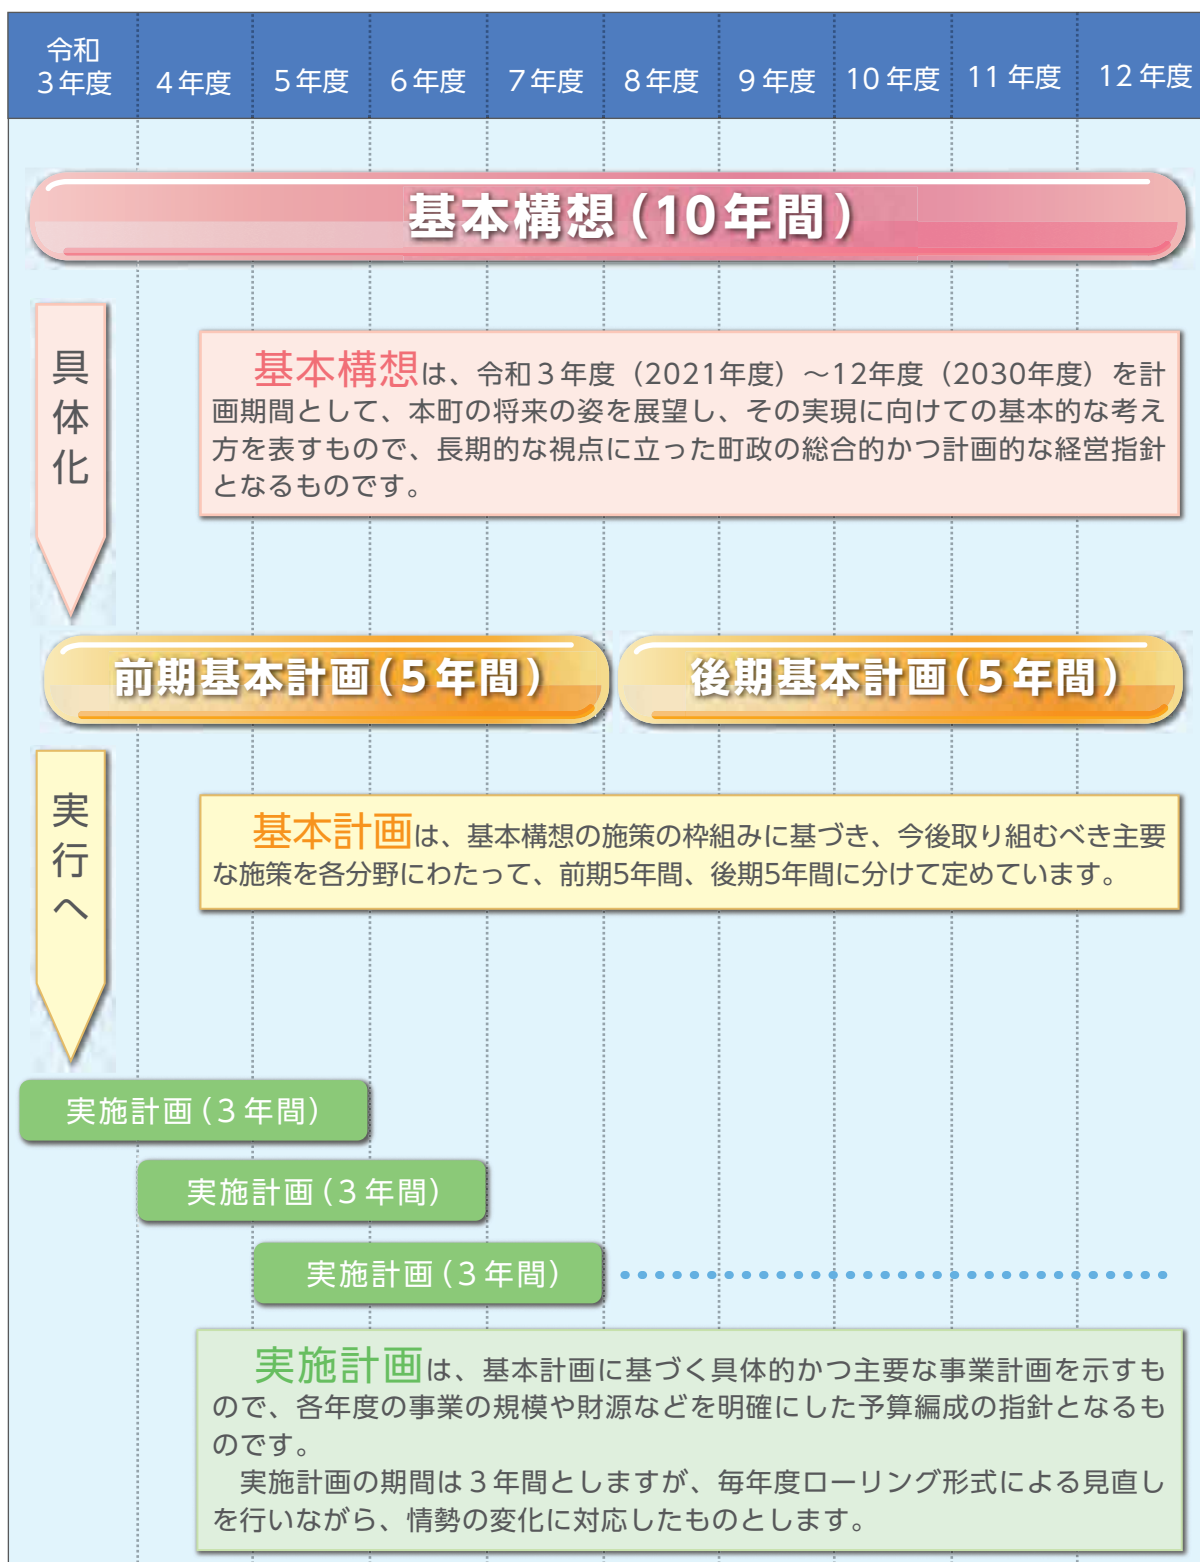 令和
3年度 4年度 5年度 6年度 7年度 8年度 9年度 10年度 11年度 12年度
基本構想（10年間）
具体化
基本構想は、令和３年度（2021年度）～12年度（2030年度）を計
画期間として、本町の将来の姿を展望し、その実現に向けての基本的な考え
方を表すもので、長期的な視点に立った町政の総合的かつ計画的な経営指針
となるものです。
前期基本計画（５年間） 後期基本計画（５年間）
実行へ
基本計画は、基本構想の施策の枠組みに基づき、今後取り組むべき主要
な施策を各分野にわたって、前期5年間、後期5年間に分けて定めています。
実施計画（３年間）
実施計画（３年間）
実施計画（３年間）
実施計画は、基本計画に基づく具体的かつ主要な事業計画を示すも
ので、各年度の事業の規模や財源などを明確にした予算編成の指針となるも
のです。
実施計画の期間は３年間としますが、毎年度ローリング形式による見直し
を行いながら、情勢の変化に対応したものとします。